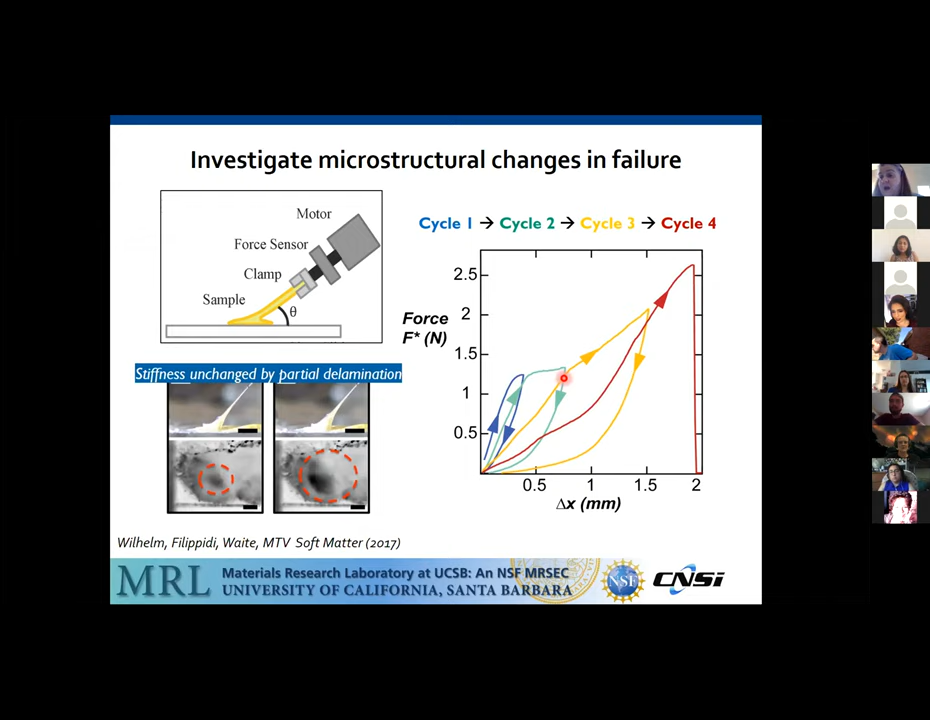 Investigate microstructural changes in failure
Motor
Force Sensor
Clamp
Sample
θ
Stiffness unchanged by partial delamination
Cycle 1 → Cycle 2 → Cycle 3 → Cycle 4
2.5
2
1.5
1
0.5
Force
F* (N)
0.5 1 1.5 2
Δx (mm)
Wilhelm, Filippidi, Waite, MTV Soft Matter (2017)
MRL
Materials Research Laboratory at UCSB: An NSF MRSEC
UNIVERSITY OF CALIFORNIA, SANTA BARBARA
NSF
CNSi